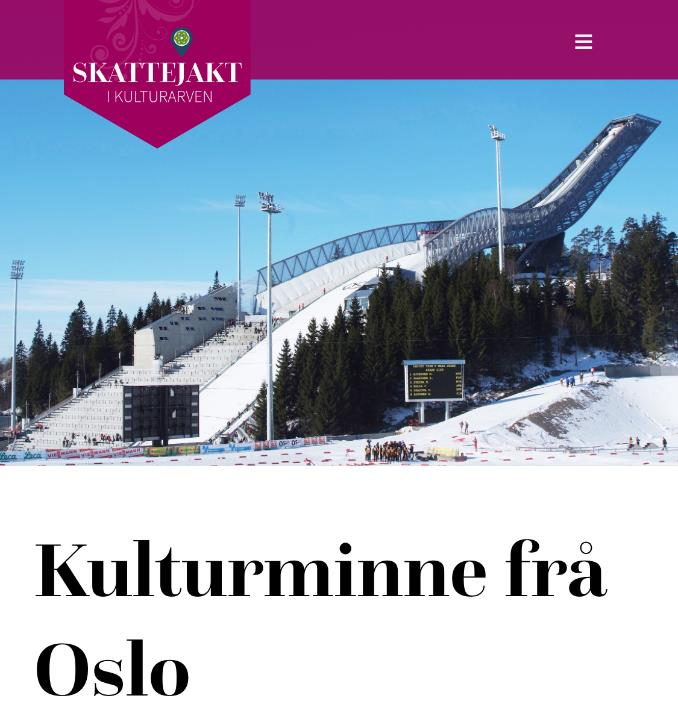 SKATTEJAKT
I KULTURARVEN
Kulturminne frå
Oslo